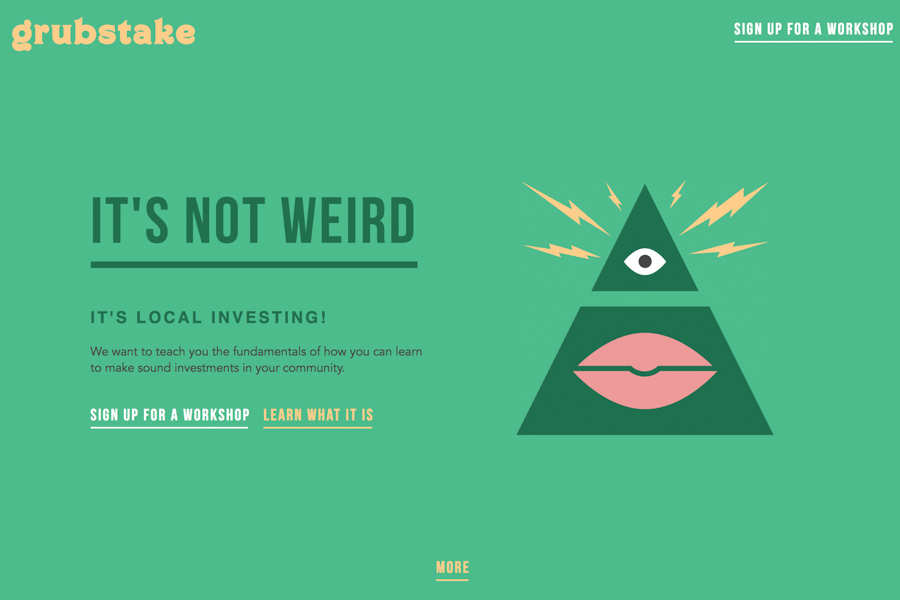 grubstake
SIGN UP FOR A WORKSHOP
IT'S NOT WEIRD
IT'S LOCAL INVESTING!
We want to teach you the fundamentals of how you can learn
to make sound investments in your community.
SIGN UP FOR A WORKSHOP
LEARN WHAT IT IS
MORE